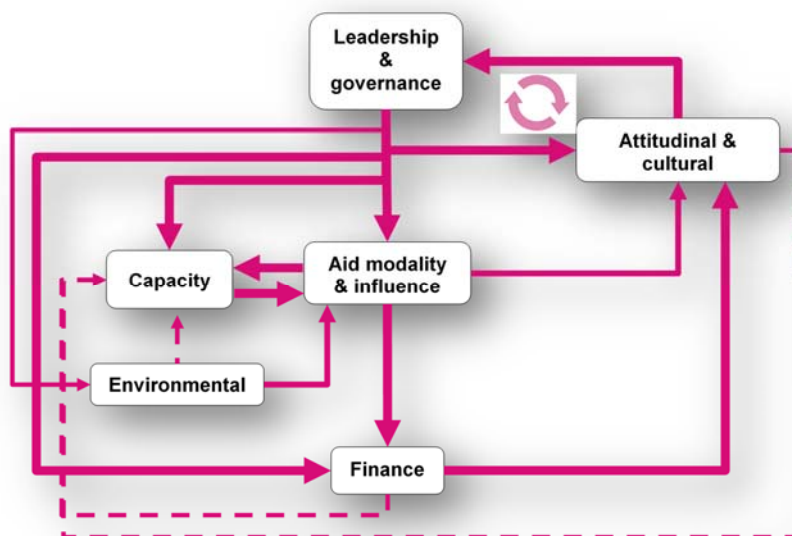 Leadership
&
governance
Attitudinal &
cultural
Capacity
Aid modality
& influence
Environmental
Finance